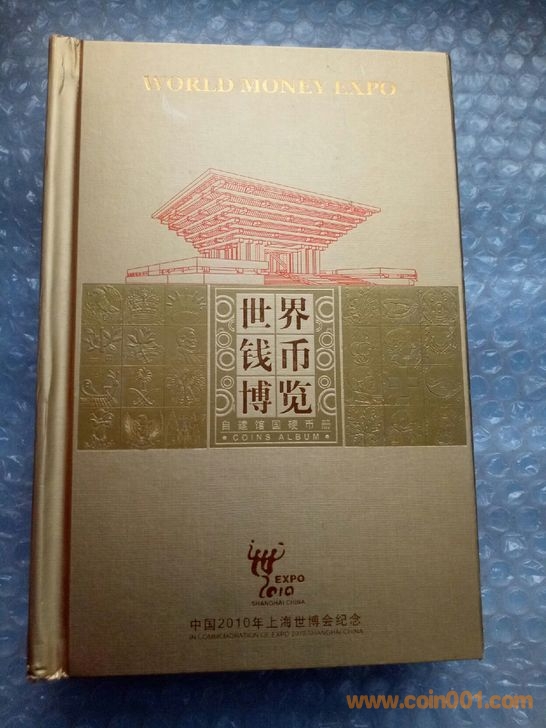 WORLD MONEY EXPO
世界
钱币
博览
自建馆国硬币册
• COINS ALBUM •
EXPO
2010
SHANGHAI CHINA
中国2010年上海世博会纪念
IN COMMEMORATION OF EXPO 2010 SHANGHAI CHINA
www.coin001.com